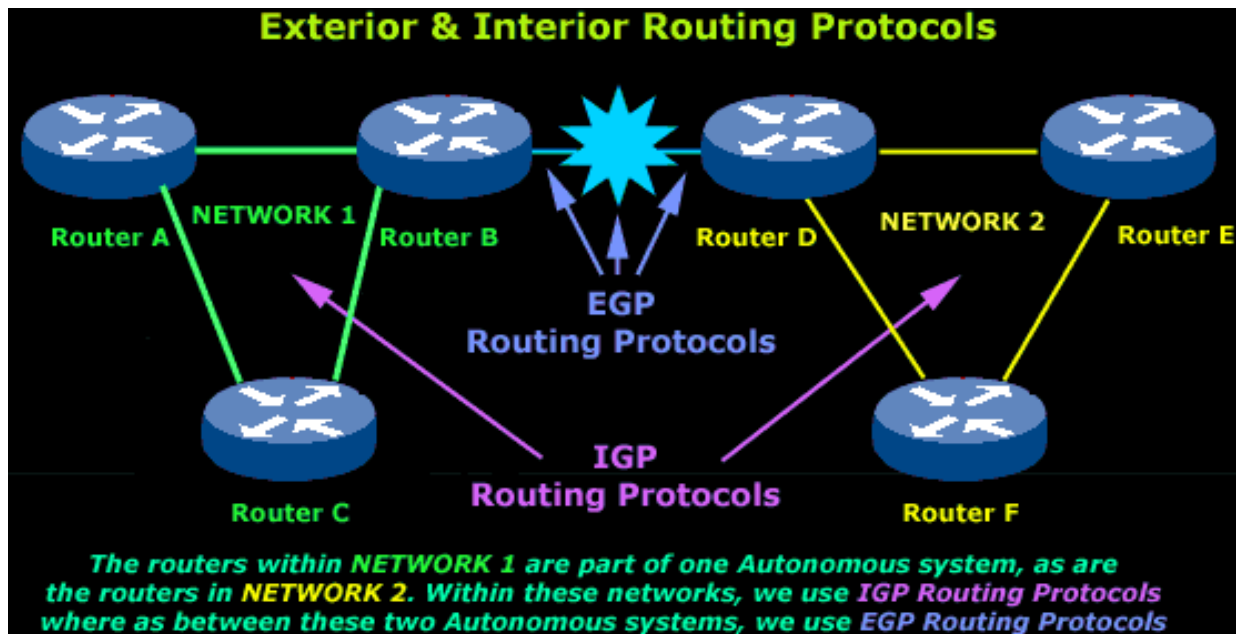 Exterior & Interior Routing Protocols
NETWORK 1
NETWORK 2
Router A
Router B
Router D
Router E
EGP
Routing Protocols
IGP
Routing Protocols
Router C
Router F
The routers within NETWORK 1 are part of one Autonomous system, as are
the routers in NETWORK 2. Within these networks, we use IGP Routing Protocols
where as between these two Autonomous systems, we use EGP Routing Protocols